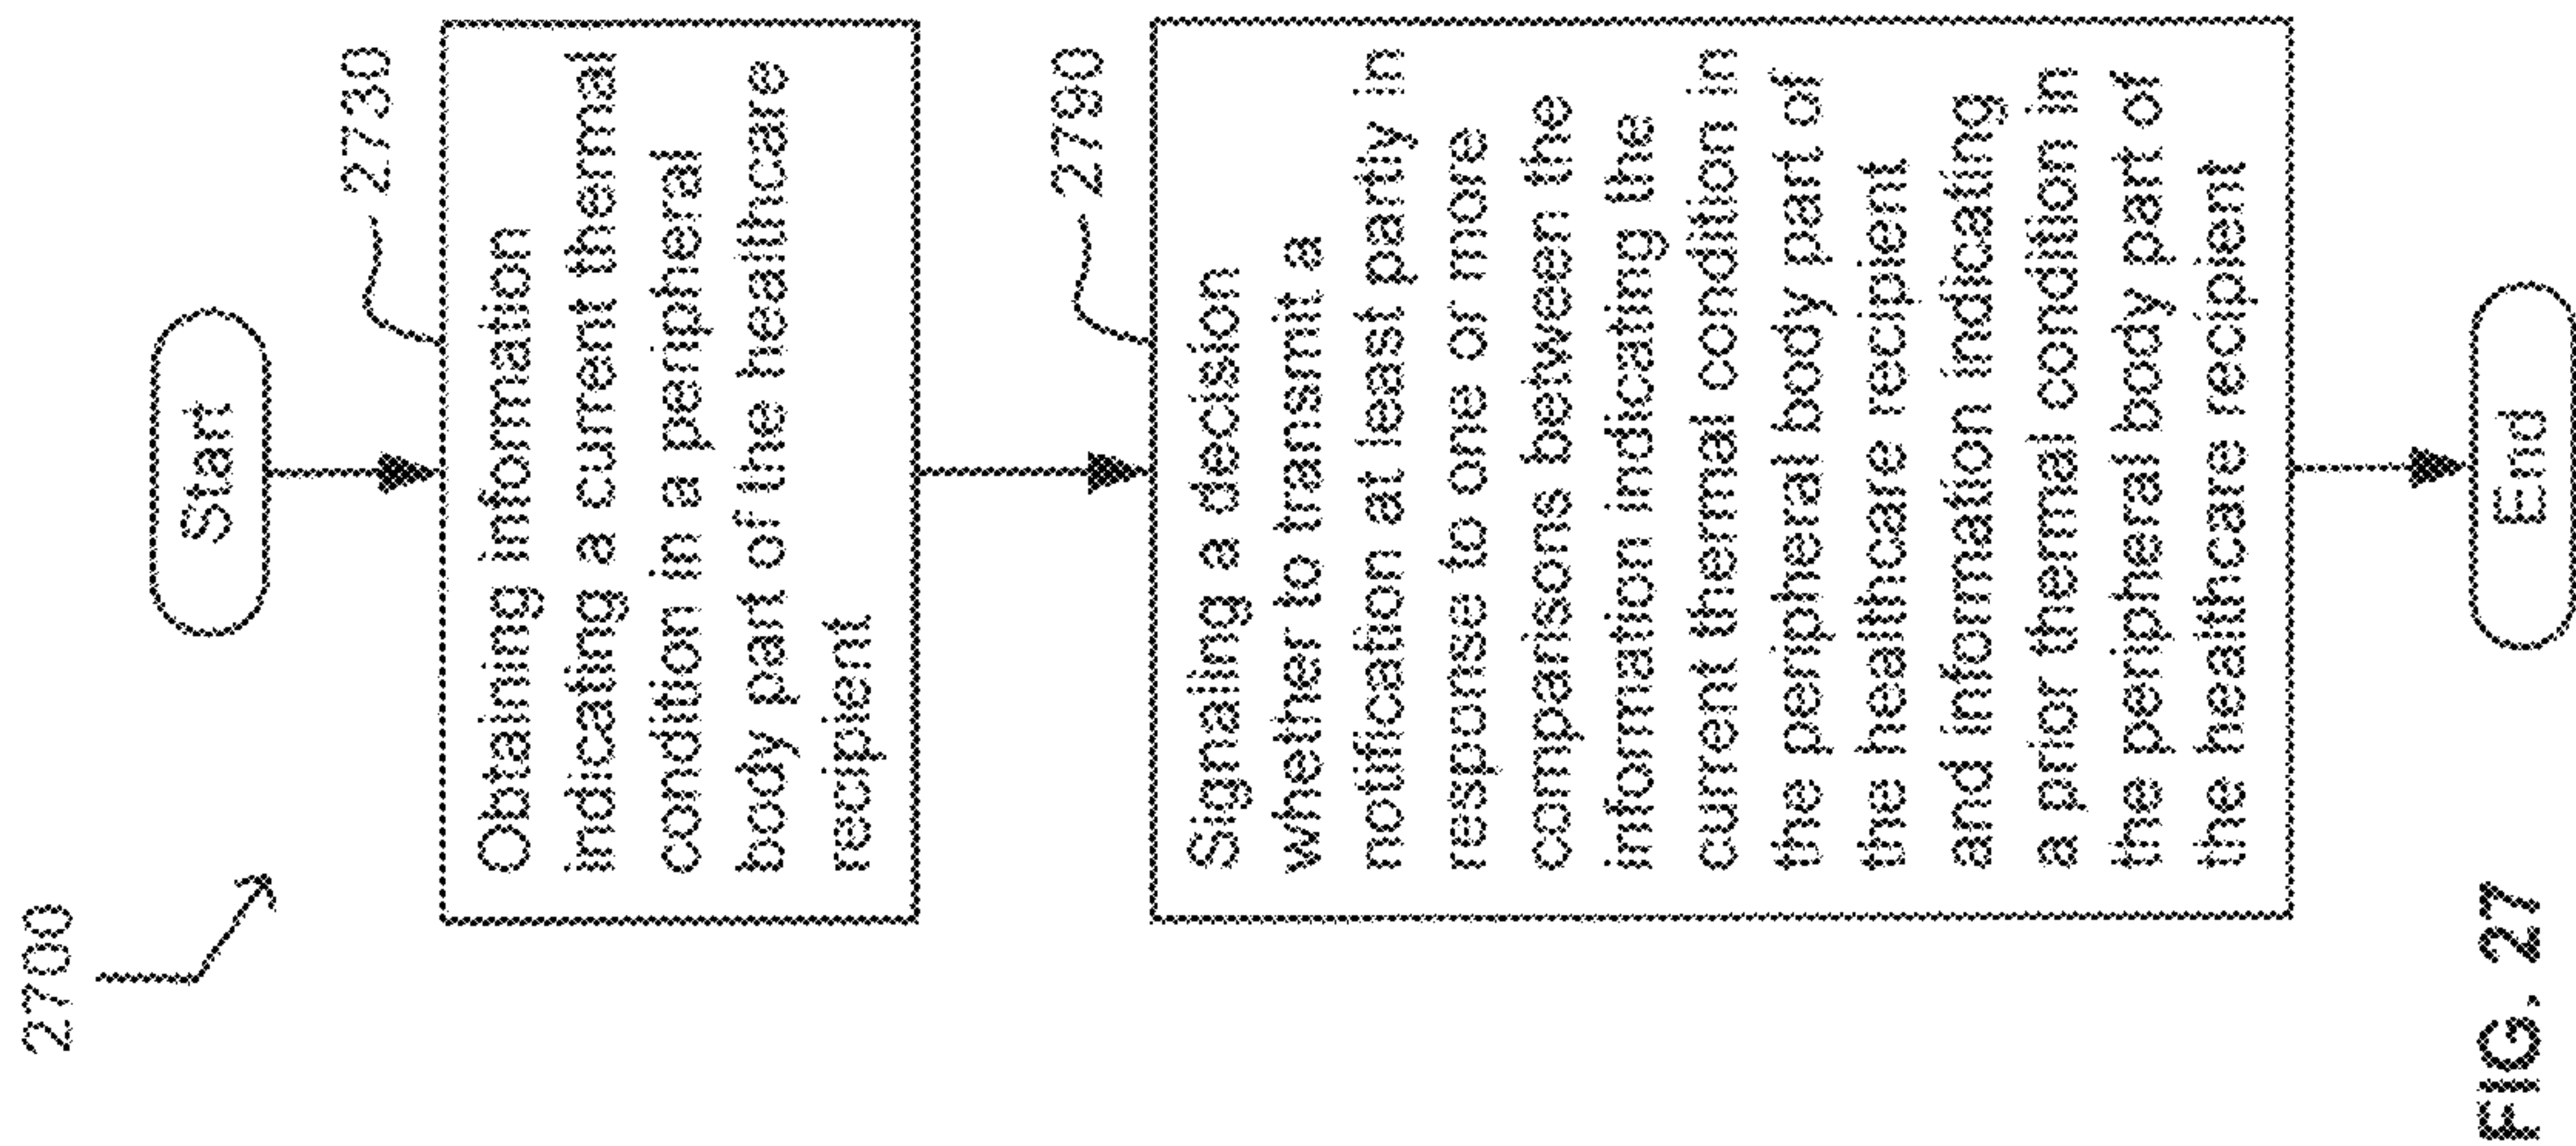 2700
Start
2730
Obtaining information
indicating a current thermal
condition in a peripheral
body part of the healthcare
recipient
2790
Signaling a decision
whether to transmit a
notification at least partly in
response to one or more
comparisons between the
information indicating the
current thermal condition in
the peripheral body part of
the healthcare recipient
and information indicating
a prior thermal condition in
the peripheral body part of
the healthcare recipient
End
FIG. 27